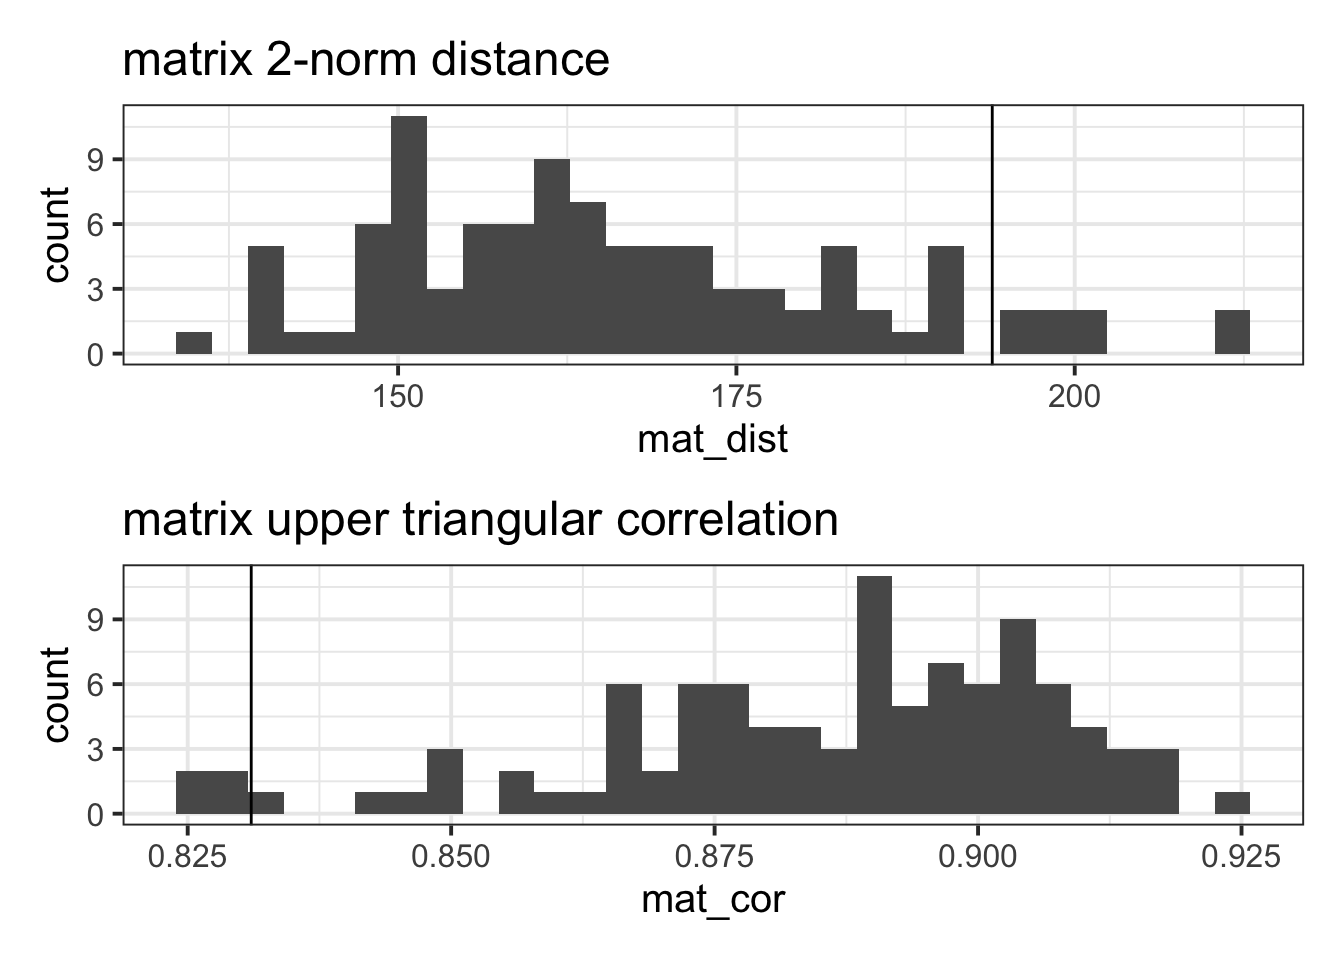 matrix 2-norm distance
9
6
3
0
count
150 175 200
mat_dist
matrix upper triangular correlation
9
6
3
0
count
0.825 0.850 0.875 0.900 0.925
mat_cor